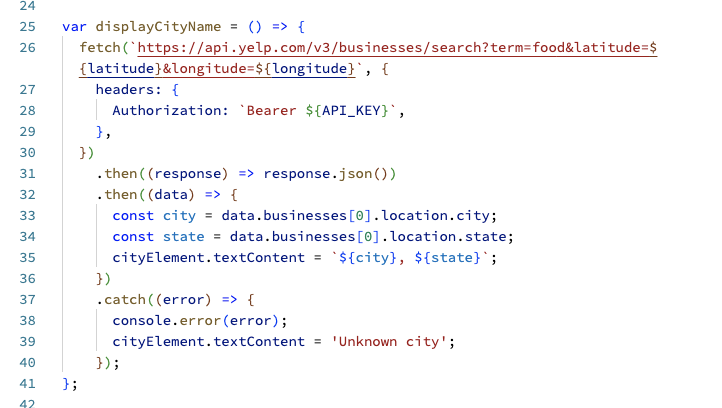 24
25 var displayCityName = () => {
26 fetch(`https://api.yelp.com/v3/businesses/search?term=food&latitude=$
{latitude}&longitude=${longitude}`, {
27 headers: {
28 Authorization: `Bearer ${API_KEY}`,
29 },
30 })
31 .then((response) => response.json())
32 .then((data) => {
33 const city = data.businesses[0].location.city;
34 const state = data.businesses[0].location.state;
35 cityElement.textContent = `${city}, ${state}`;
36 })
37 .catch((error) => {
38 console.error(error);
39 cityElement.textContent = 'Unknown city';
40 });
41 };
42